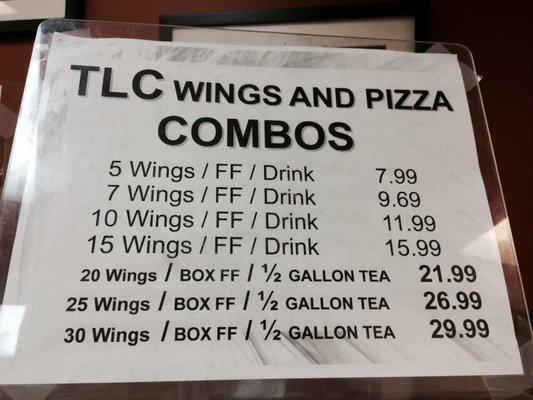 TLC WINGS AND PIZZA
COMBOS
5 Wings / FF / Drink 7.99
7 Wings / FF / Drink 9.69
10 Wings / FF / Drink 11.99
15 Wings / FF / Drink 15.99
20 Wings / BOX FF / ½ GALLON TEA 21.99
25 Wings / BOX FF / ½ GALLON TEA 26.99
30 Wings / BOX FF / ½ GALLON TEA 29.99